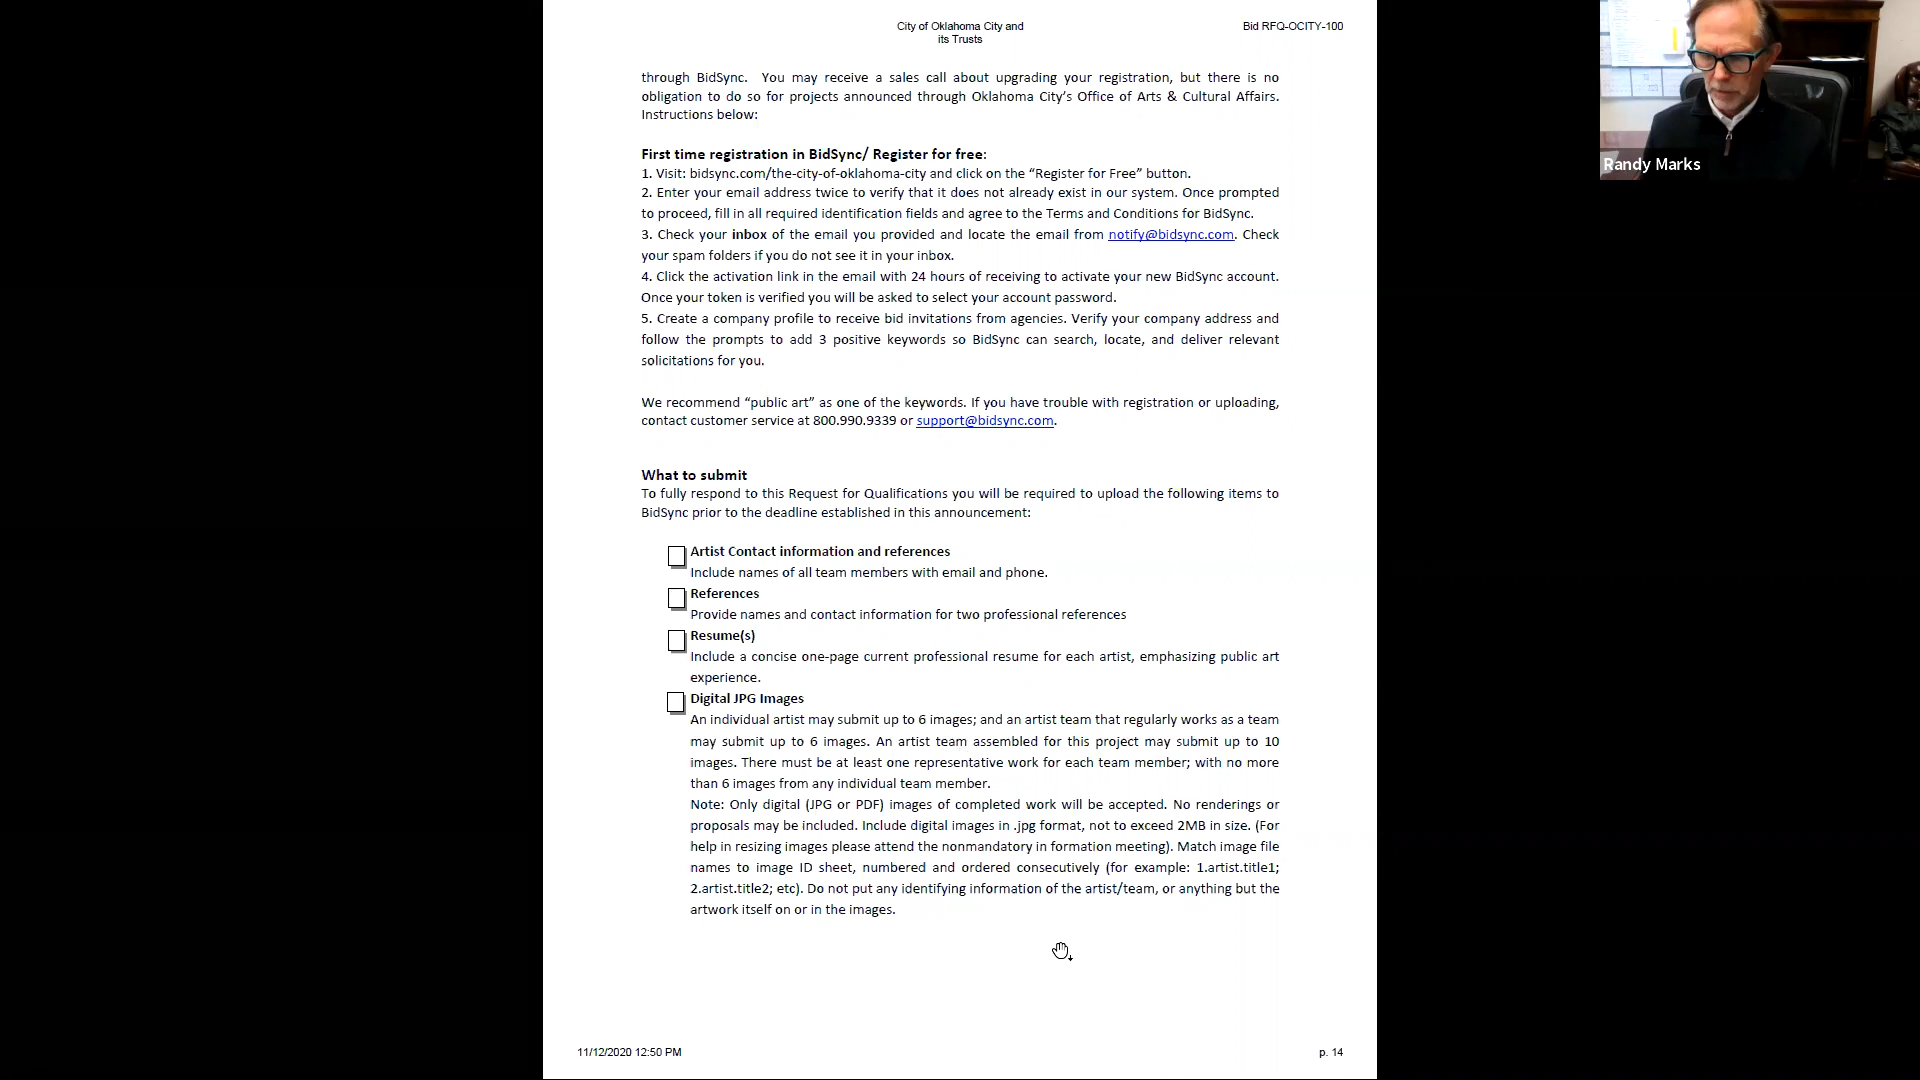 City of Oklahoma City and
its Trusts
Bid RFQ-OCITY-100
through BidSync.  You may receive a sales call about upgrading your registration, but there is no
obligation to do so for projects announced through Oklahoma City’s Office of Arts & Cultural Affairs.
Instructions below:
First time registration in BidSync/ Register for free:
1. Visit: bidsync.com/the-city-of-oklahoma-city and click on the “Register for Free” button.
2. Enter your email address twice to verify that it does not already exist in our system. Once prompted
to proceed, fill in all required identification fields and agree to the Terms and Conditions for BidSync.
3. Check your inbox of the email you provided and locate the email from notify@bidsync.com. Check
your spam folders if you do not see it in your inbox.
4. Click the activation link in the email with 24 hours of receiving to activate your new BidSync account.
Once your token is verified you will be asked to select your account password.
5. Create a company profile to receive bid invitations from agencies. Verify your company address and
follow the prompts to add 3 positive keywords so BidSync can search, locate, and deliver relevant
solicitations for you.
We recommend “public art” as one of the keywords. If you have trouble with registration or uploading,
contact customer service at 800.990.9339 or support@bidsync.com.
What to submit
To fully respond to this Request for Qualifications you will be required to upload the following items to
BidSync prior to the deadline established in this announcement:
Artist Contact information and references
Include names of all team members with email and phone.
References
Provide names and contact information for two professional references
Resume(s)
Include a concise one-page current professional resume for each artist, emphasizing public art
experience.
Digital JPG Images
An individual artist may submit up to 6 images; and an artist team that regularly works as a team
may submit up to 6 images. An artist team assembled for this project may submit up to 10
images. There must be at least one representative work for each team member; with no more
than 6 images from any individual team member.
Note: Only digital (JPG or PDF) images of completed work will be accepted. No renderings or
proposals may be included. Include digital images in .jpg format, not to exceed 2MB in size. (For
help in resizing images please attend the nonmandatory in formation meeting). Match image file
names to image ID sheet, numbered and ordered consecutively (for example: 1.artist.title1;
2.artist.title2; etc). Do not put any identifying information of the artist/team, or anything but the
artwork itself on or in the images.
11/12/2020 12:50 PM
p. 14
Randy Marks